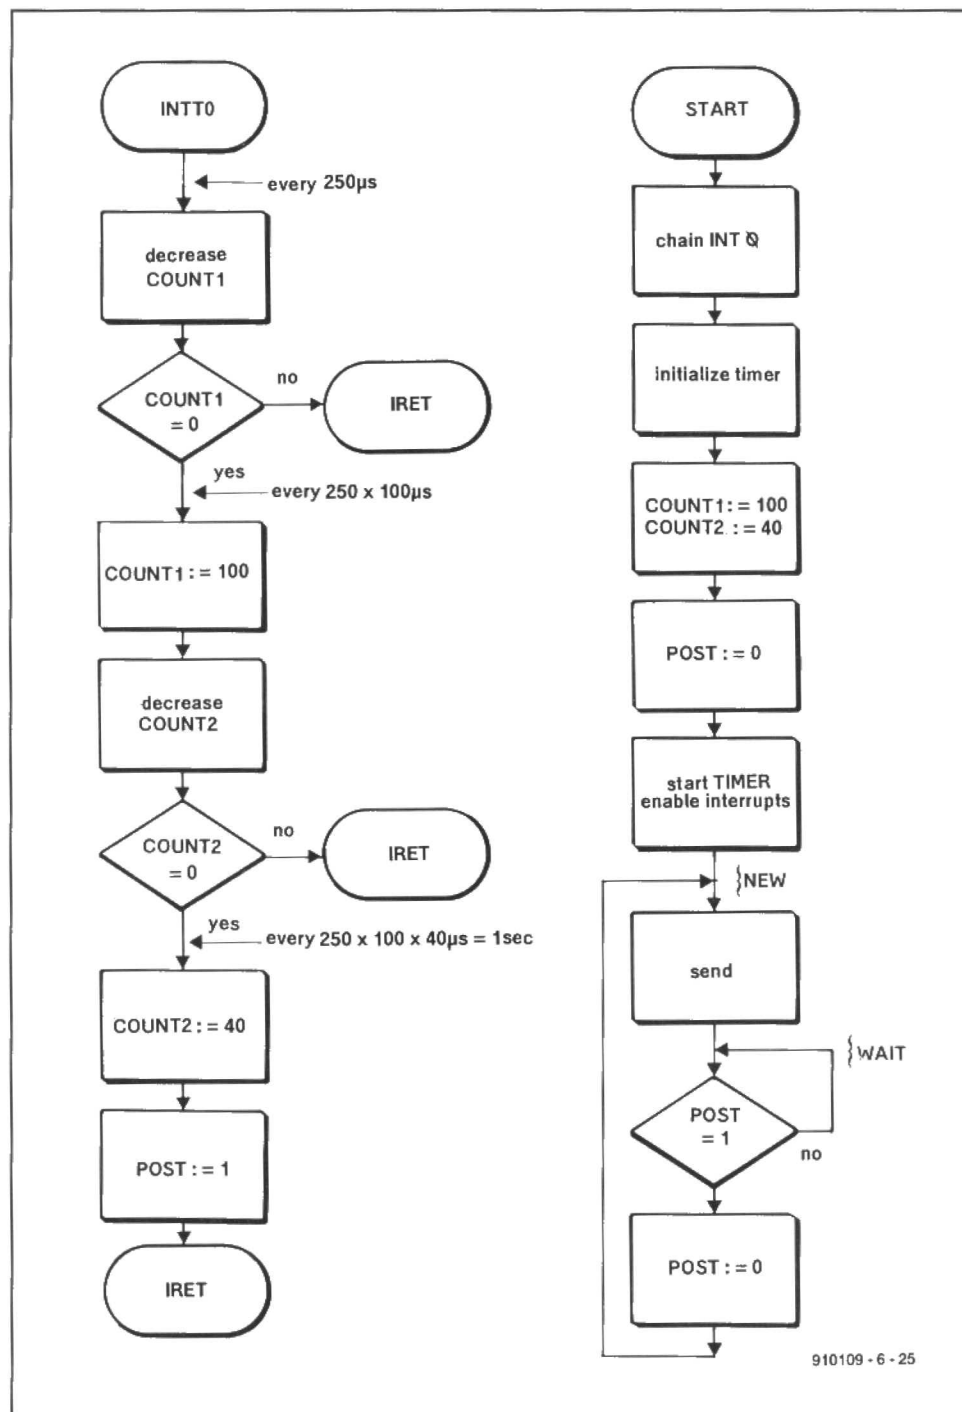 INTT0
every 250µs
decrease
COUNT1
COUNT1
= 0
no
IRET
yes
every 250 x 100µs
COUNT1 : = 100
decrease
COUNT2
COUNT2
= 0
no
IRET
yes
every 250 x 100 x 40µs = 1sec
COUNT2 : = 40
POST : = 1
IRET
START
chain INT 0
initialize timer
COUNT1 : = 100
COUNT2 : = 40
POST : = 0
start TIMER
enable interrupts
}NEW
send
}WAIT
POST
= 1
no
POST : = 0
910109 - 6 - 25